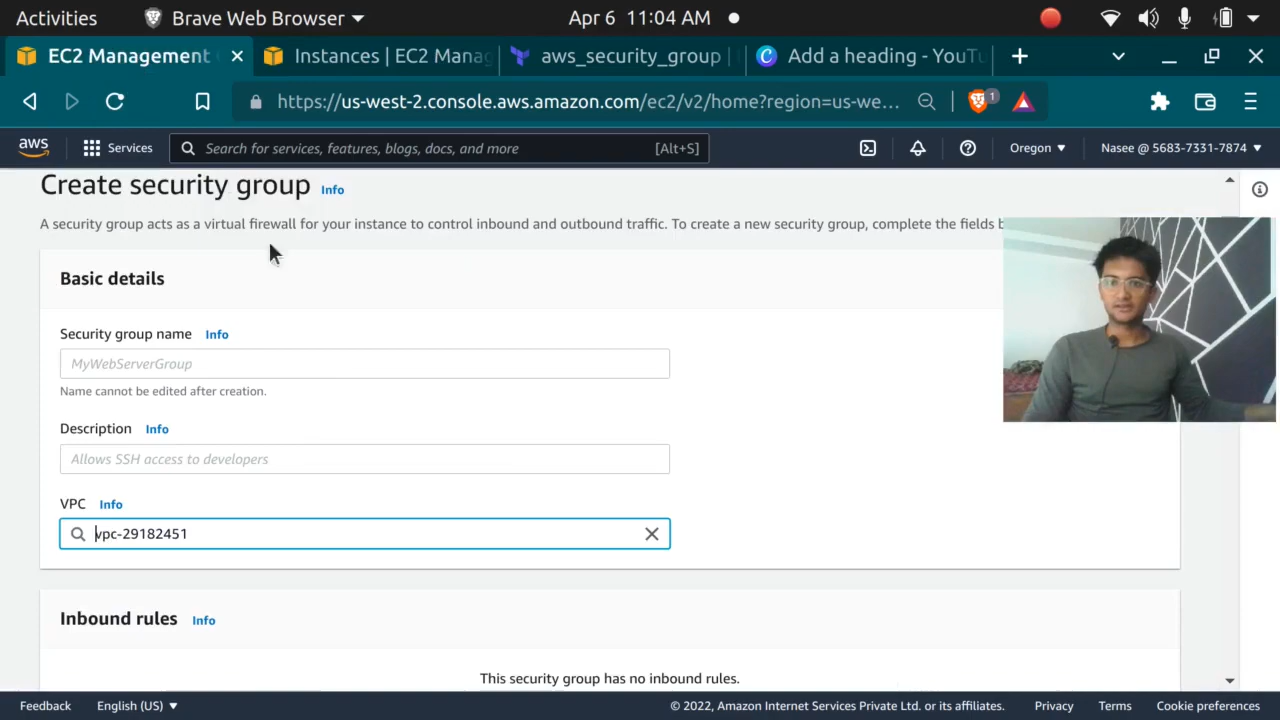 Activities
Brave Web Browser
Apr 6 11:04 AM
EC2 Management
Instances | EC2 Manag
aws_security_group |
Add a heading - YouTu
https://us-west-2.console.aws.amazon.com/ec2/v2/home?region=us-we...
1
aws
Services
Search for services, features, blogs, docs, and more
[Alt+S]
Oregon
Nasee @ 5683-7331-7874
Create security group Info
A security group acts as a virtual firewall for your instance to control inbound and outbound traffic. To create a new security group, complete the fields b
Basic details
Security group name Info
MyWebServerGroup
Name cannot be edited after creation.
Description Info
Allows SSH access to developers
VPC Info
vpc-29182451
Inbound rules Info
This security group has no inbound rules.
Feedback
English (US)
© 2022, Amazon Internet Services Private Ltd. or its affiliates.
Privacy
Terms
Cookie preferences